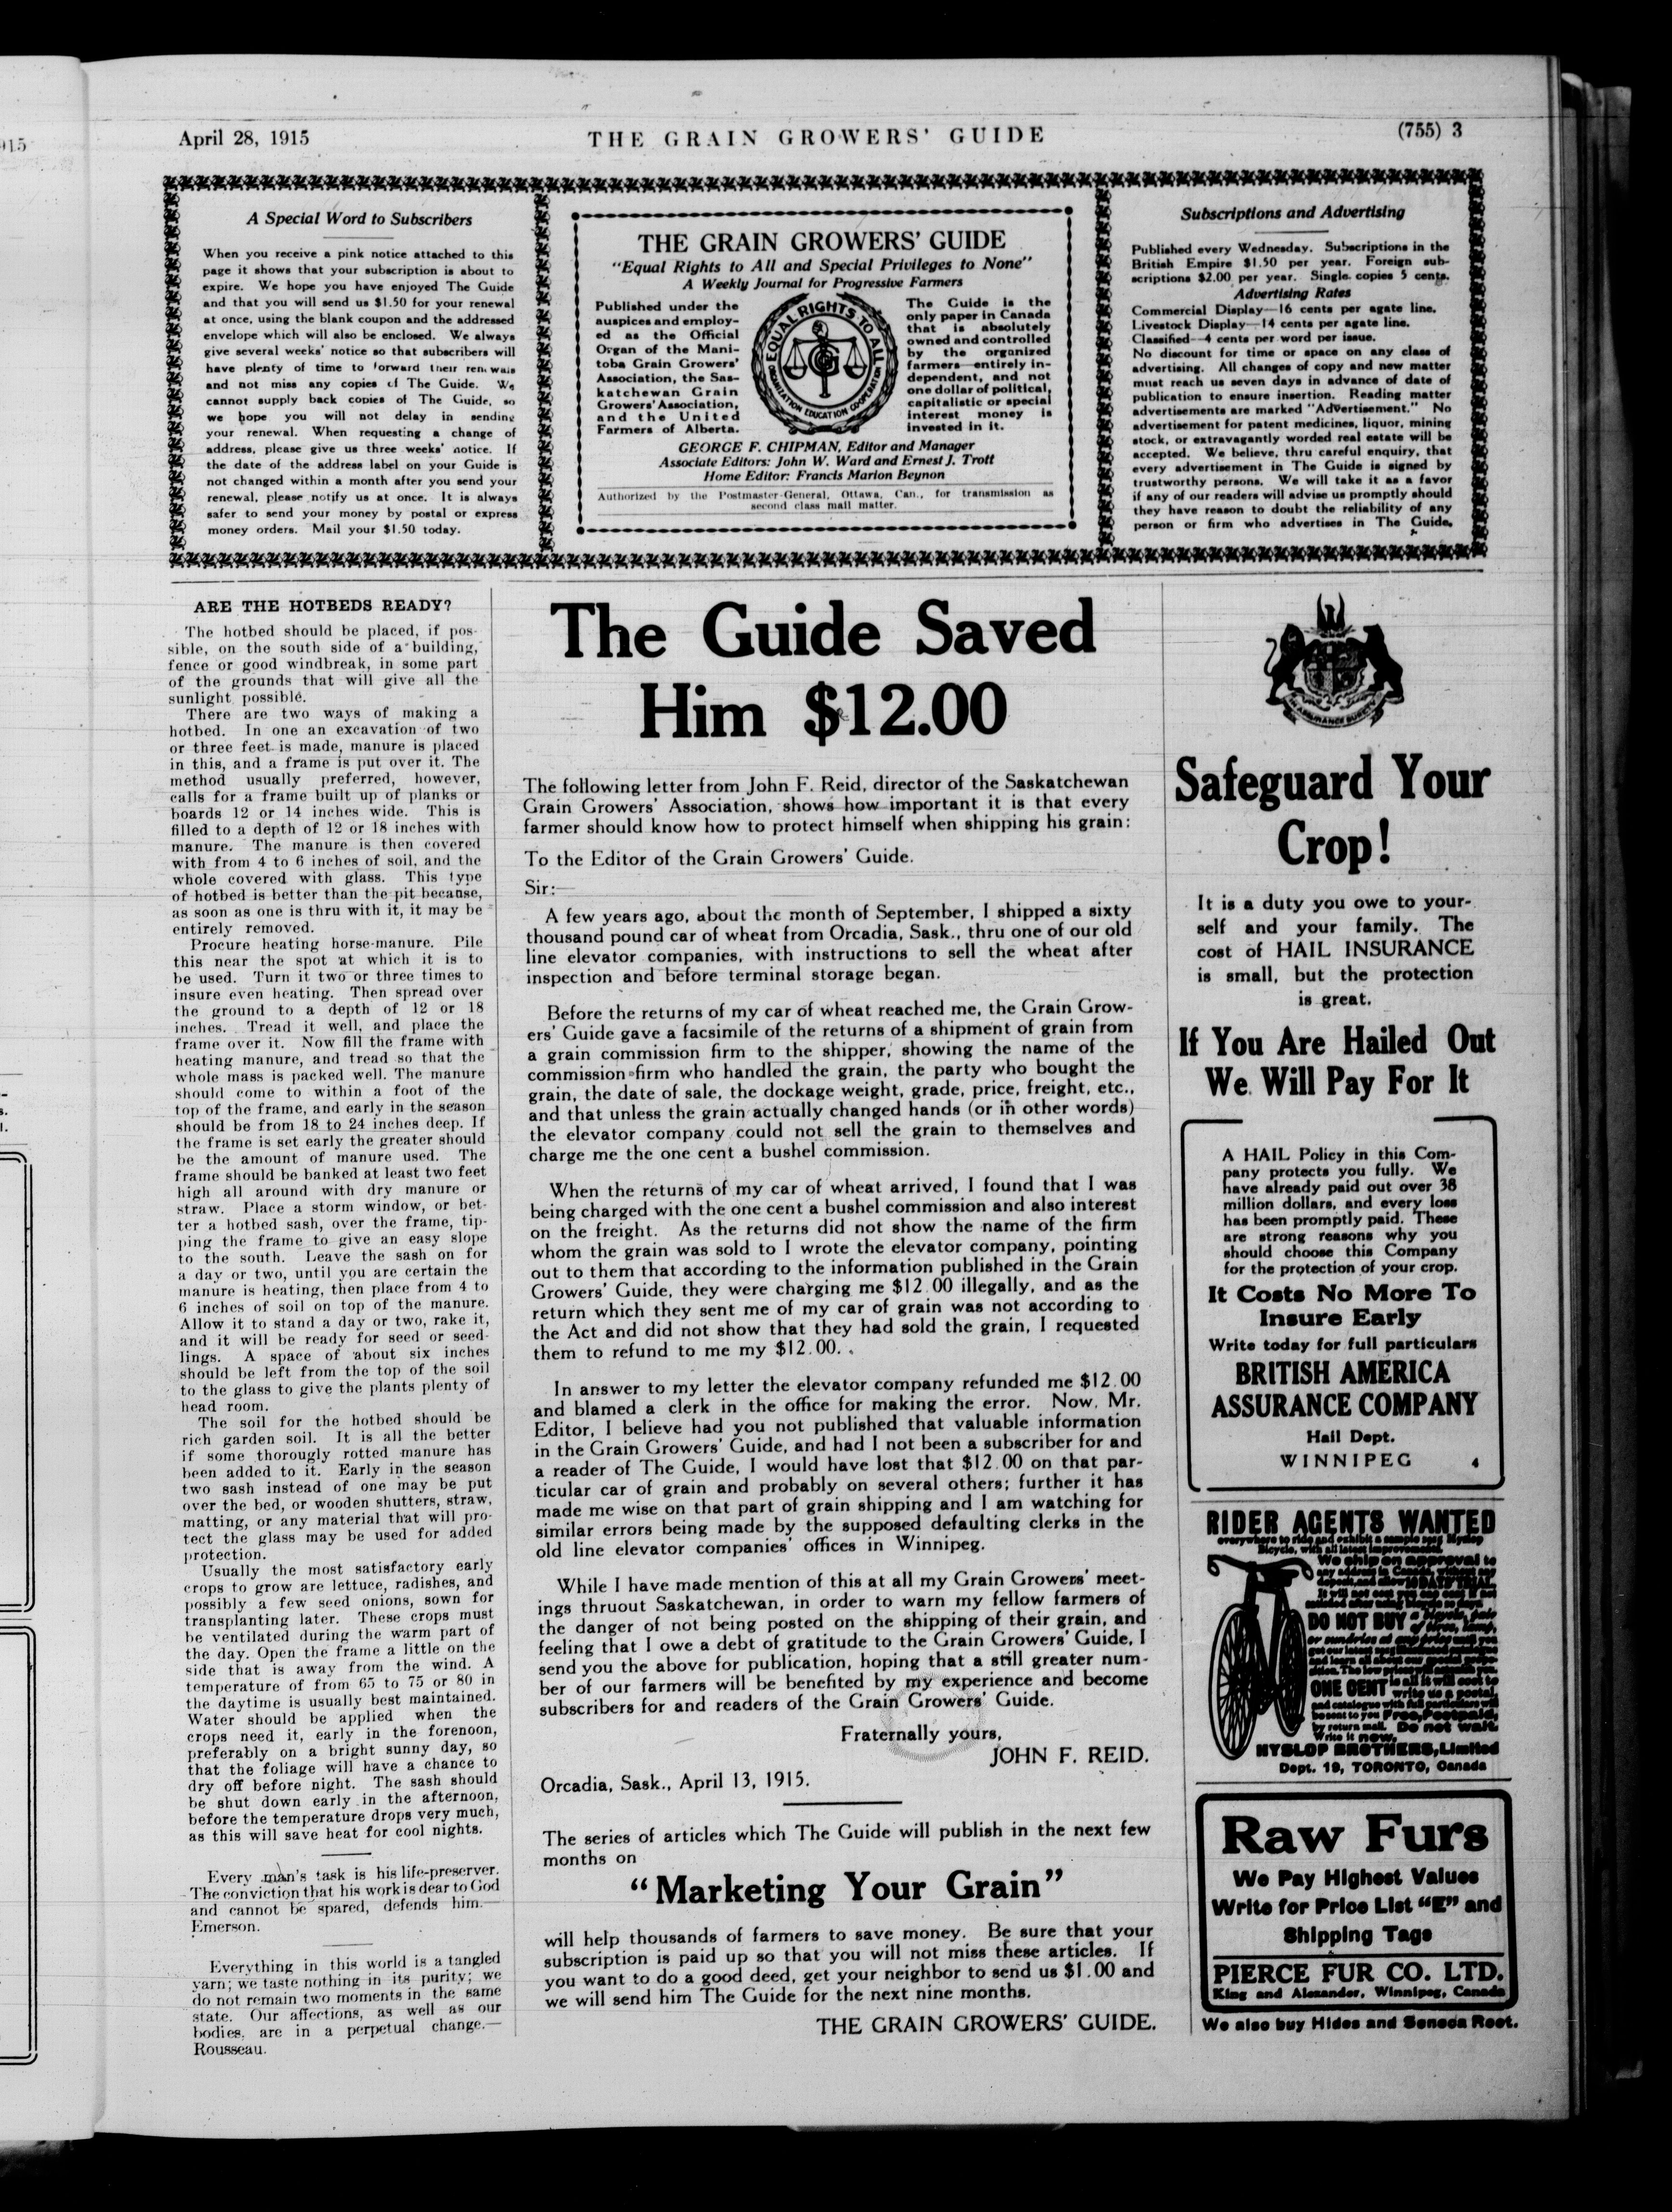 April 28, 1915
THE GRAIN GROWERS' GUIDE
(755) 3
A Special Word to Subscribers
When you receive a pink notice attached to this
page it shows that your subscription is about to
expire. We hope you have enjoyed The Guide
and that you will send us $1.50 for your renewal
at once, using the blank coupon and the addressed
envelope which will also be enclosed. We always
give several weeks' notice so that subscribers will
have plenty of time to forward their renewals
and not miss any copies of The Guide. We
cannot supply back copies of The Guide, so
we hope you will not delay in sending
your renewal. When requesting a change of
address, please give us three weeks' notice. If
the date of the address label on your Guide is
not changed within a month after you send your
renewal, please notify us at once. It is always
safer to send your money by postal or express
money orders. Mail your $1.50 today.
THE GRAIN GROWERS' GUIDE
"Equal Rights to All and Special Privileges to None"
A Weekly Journal for Progressive Farmers
Published under the
auspices and employ-
ed as the Official
Organ of the Mani-
toba Grain Growers'
Association, the Sas-
katchewan Grain
Growers' Association,
and the United
Farmers of Alberta.
EQUAL RIGHTS TO ALL
ORGANIZATION EDUCATION COOPERATION
The Guide is the
only paper in Canada
that is absolutely
owned and controlled
by the organized
farmers—entirely in-
dependent, and not
one dollar of political,
capitalistic or special
interest money is
invested in it.
GEORGE F. CHIPMAN, Editor and Manager
Associate Editors: John W. Ward and Ernest J. Trott
Home Editor: Francis Marion Beynon
Authorized by the Postmaster-General, Ottawa, Can., for transmission as
second class mail matter.
Subscriptions and Advertising
Published every Wednesday. Subscriptions in the
British Empire $1.50 per year. Foreign sub-
scriptions $2.00 per year. Single copies 5 cents.
Advertising Rates
Commercial Display—16 cents per agate line.
Livestock Display—14 cents per agate line.
Classified—4 cents per word per issue.
No discount for time or space on any class of
advertising. All changes of copy and new matter
must reach us seven days in advance of date of
publication to ensure insertion. Reading matter
advertisements are marked "Advertisement." No
advertisement for patent medicines, liquor, mining
stock, or extravagantly worded real estate will be
accepted. We believe, thru careful enquiry, that
every advertisement in The Guide is signed by
trustworthy persons. We will take it as a favor
if any of our readers will advise us promptly should
they have reason to doubt the reliability of any
person or firm who advertises in The Guide.
ARE THE HOTBEDS READY?
The hotbed should be placed, if pos-
sible, on the south side of a building,
fence or good windbreak, in some part
of the grounds that will give all the
sunlight possible.
There are two ways of making a
hotbed. In one an excavation of two
or three feet is made, manure is placed
in this, and a frame is put over it. The
method usually preferred, however,
calls for a frame built up of planks or
boards 12 or 14 inches wide. This is
filled to a depth of 12 or 18 inches with
manure. The manure is then covered
with from 4 to 6 inches of soil, and the
whole covered with glass. This type
of hotbed is better than the pit because,
as soon as one is thru with it, it may be
entirely removed.
Procure heating horse-manure. Pile
this near the spot at which it is to
be used. Turn it two or three times to
insure even heating. Then spread over
the ground to a depth of 12 or 18
inches. Tread it well, and place the
frame over it. Now fill the frame with
heating manure, and tread so that the
whole mass is packed well. The manure
should come to within a foot of the
top of the frame, and early in the season
should be from 18 to 24 inches deep. If
the frame is set early the greater should
be the amount of manure used. The
frame should be banked at least two feet
high all around with dry manure or
straw. Place a storm window, or bet-
ter a hotbed sash, over the frame, tip-
ping the frame to give an easy slope
to the south. Leave the sash on for
a day or two, until you are certain the
manure is heating, then place from 4 to
6 inches of soil on top of the manure.
Allow it to stand a day or two, rake it,
and it will be ready for seed or seed-
lings. A space of about six inches
should be left from the top of the soil
to the glass to give the plants plenty of
head room.
The soil for the hotbed should be
rich garden soil. It is all the better
if some thorougly rotted manure has
been added to it. Early in the season
two sash instead of one may be put
over the bed, or wooden shutters, straw,
matting, or any material that will pro-
tect the glass may be used for added
protection.
Usually the most satisfactory early
crops to grow are lettuce, radishes, and
possibly a few seed onions, sown for
transplanting later. These crops must
be ventilated during the warm part of
the day. Open the frame a little on the
side that is away from the wind. A
temperature of from 65 to 75 or 80 in
the daytime is usually best maintained.
Water should be applied when the
crops need it, early in the forenoon,
preferably on a bright sunny day, so
that the foliage will have a chance to
dry off before night. The sash should
be shut down early in the afternoon,
before the temperature drops very much,
as this will save heat for cool nights.
Every man's task is his life-preserver.
The conviction that his work is dear to God
and cannot be spared, defends him.—
Emerson.
Everything in this world is a tangled
yarn; we taste nothing in its purity; we
do not remain two moments in the same
state. Our affections, as well as our
bodies, are in a perpetual change.—
Rousseau.
The Guide Saved
Him $12.00
The following letter from John F. Reid, director of the Saskatchewan
Grain Growers' Association, shows how important it is that every
farmer should know how to protect himself when shipping his grain:
To the Editor of the Grain Growers' Guide.
Sir:—
A few years ago, about the month of September, I shipped a sixty
thousand pound car of wheat from Orcadia, Sask., thru one of our old
line elevator companies, with instructions to sell the wheat after
inspection and before terminal storage began.
Before the returns of my car of wheat reached me, the Grain Grow-
ers' Guide gave a facsimile of the returns of a shipment of grain from
a grain commission firm to the shipper, showing the name of the
commission firm who handled the grain, the party who bought the
grain, the date of sale, the dockage weight, grade, price, freight, etc.,
and that unless the grain actually changed hands (or in other words)
the elevator company could not sell the grain to themselves and
charge me the one cent a bushel commission.
When the returns of my car of wheat arrived, I found that I was
being charged with the one cent a bushel commission and also interest
on the freight. As the returns did not show the name of the firm
whom the grain was sold to I wrote the elevator company, pointing
out to them that according to the information published in the Grain
Growers' Guide, they were charging me $12.00 illegally, and as the
return which they sent me of my car of grain was not according to
the Act and did not show that they had sold the grain, I requested
them to refund to me my $12.00.
In answer to my letter the elevator company refunded me $12.00
and blamed a clerk in the office for making the error. Now, Mr.
Editor, I believe had you not published that valuable information
in the Grain Growers' Guide, and had I not been a subscriber for and
a reader of The Guide, I would have lost that $12.00 on that par-
ticular car of grain and probably on several others; further it has
made me wise on that part of grain shipping and I am watching for
similar errors being made by the supposed defaulting clerks in the
old line elevator companies' offices in Winnipeg.
While I have made mention of this at all my Grain Growers' meet-
ings thruout Saskatchewan, in order to warn my fellow farmers of
the danger of not being posted on the shipping of their grain, and
feeling that I owe a debt of gratitude to the Grain Growers' Guide, I
send you the above for publication, hoping that a still greater num-
ber of our farmers will be benefited by my experience and become
subscribers for and readers of the Grain Growers' Guide.
Fraternally yours,
JOHN F. REID.
Orcadia, Sask., April 13, 1915.
The series of articles which The Guide will publish in the next few
months on
"Marketing Your Grain"
will help thousands of farmers to save money. Be sure that your
subscription is paid up so that you will not miss these articles. If
you want to do a good deed, get your neighbor to send us $1.00 and
we will send him The Guide for the next nine months.
THE GRAIN GROWERS' GUIDE.
Safeguard Your
Crop!
It is a duty you owe to your-
self and your family. The
cost of HAIL INSURANCE
is small, but the protection
is great.
If You Are Hailed Out
We Will Pay For It
A HAIL Policy in this Com-
pany protects you fully. We
have already paid out over 38
million dollars, and every loss
has been promptly paid. These
are strong reasons why you
should choose this Company
for the protection of your crop.
It Costs No More To
Insure Early
Write today for full particulars
BRITISH AMERICA
ASSURANCE COMPANY
Hail Dept.
WINNIPEG 4
RIDER AGENTS WANTED
everywhere to ride and exhibit a sample 1915 Hyslop
Bicycle, with all latest improvements.
We ship on approval to
any address in Canada, without any
10 DAYS' TRIAL.
It will not cost you one cent if not
DO NOT BUY a bicycle, pair
ONE CENT is all it will cost to
write us a postal,
and catalogue with full particulars will
be sent to you Free, Postpaid,
by return mail. Do not wait.
Write it now.
HYSLOP BROTHERS, Limited
Dept. 19, TORONTO, Canada
Raw Furs
We Pay Highest Values
Write for Price List "E" and
Shipping Tags
PIERCE FUR CO. LTD.
King and Alexander, Winnipeg, Canada
We also buy Hides and Seneca Root.